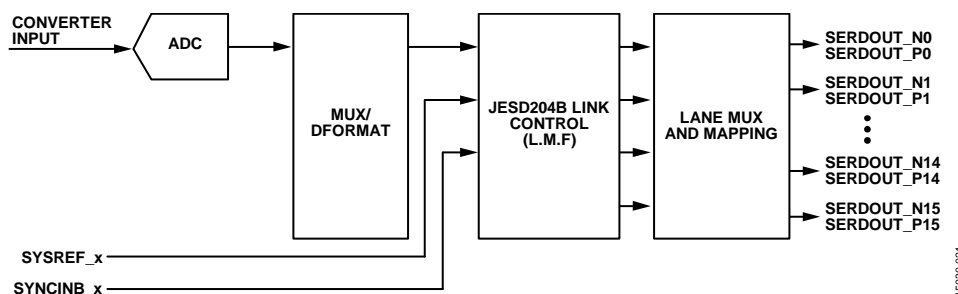 CONVERTER
INPUT
ADC
MUX/
DFORMAT
JESD204B LINK
CONTROL
(L.M.F)
LANE MUX
AND MAPPING
SERDOUT_N0
SERDOUT_P0
SERDOUT_N1
SERDOUT_P1
SERDOUT_N14
SERDOUT_P14
SERDOUT_N15
SERDOUT_P15
SYSREF_x
SYNCINB_x